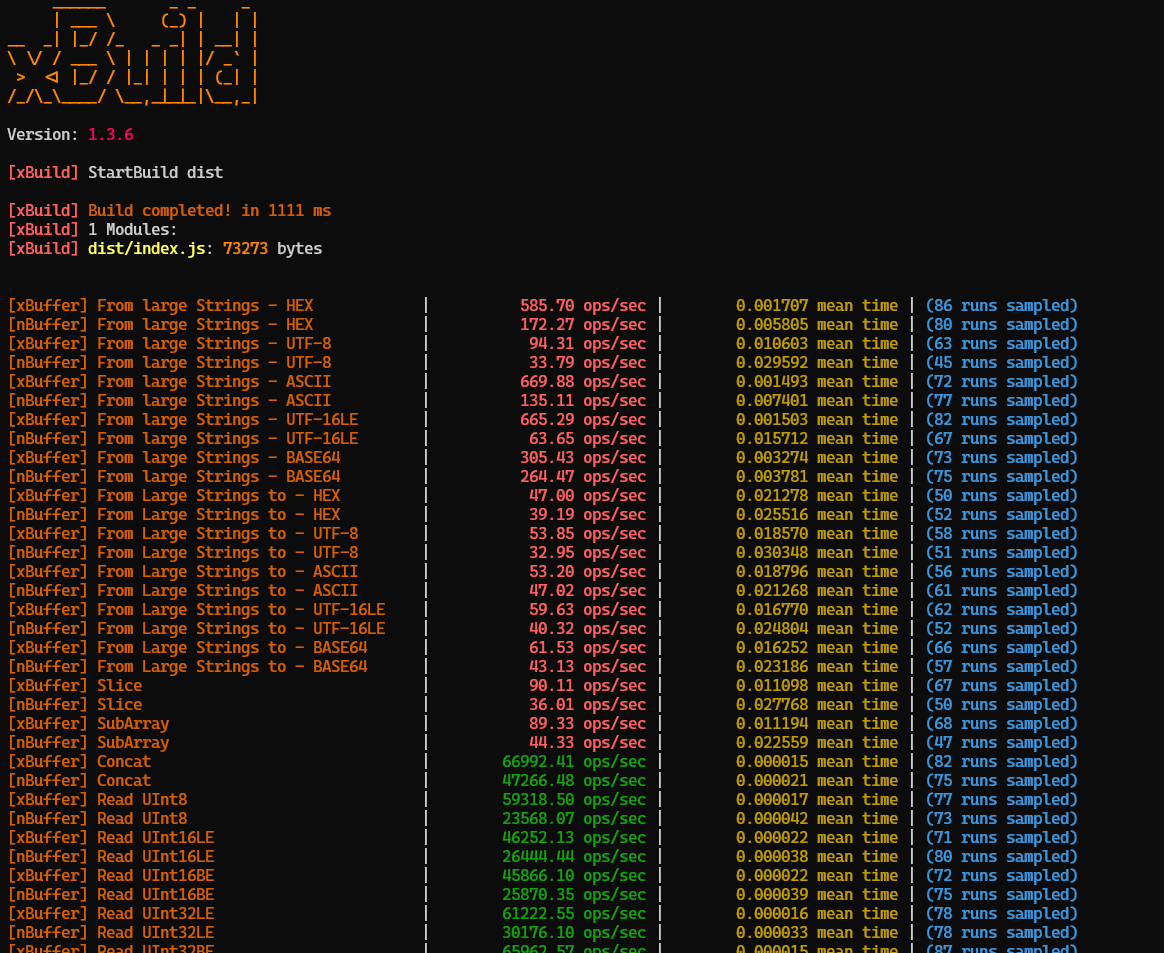 xBuild
Version: 1.3.6
[xBuild] StartBuild dist
[xBuild] Build completed! in 1111 ms
[xBuild] 1 Modules:
[xBuild] dist/index.js: 73273 bytes
[xBuffer] From large Strings - HEX | 585.70 ops/sec | 0.001707 mean time | (86 runs sampled)
[nBuffer] From large Strings - HEX | 172.27 ops/sec | 0.005805 mean time | (80 runs sampled)
[xBuffer] From large Strings - UTF-8 | 94.31 ops/sec | 0.010603 mean time | (63 runs sampled)
[nBuffer] From large Strings - UTF-8 | 33.79 ops/sec | 0.029592 mean time | (45 runs sampled)
[xBuffer] From large Strings - ASCII | 669.88 ops/sec | 0.001493 mean time | (72 runs sampled)
[nBuffer] From large Strings - ASCII | 135.11 ops/sec | 0.007401 mean time | (77 runs sampled)
[xBuffer] From large Strings - UTF-16LE | 665.29 ops/sec | 0.001503 mean time | (82 runs sampled)
[nBuffer] From large Strings - UTF-16LE | 63.65 ops/sec | 0.015712 mean time | (67 runs sampled)
[xBuffer] From large Strings - BASE64 | 305.43 ops/sec | 0.003274 mean time | (73 runs sampled)
[nBuffer] From large Strings - BASE64 | 264.47 ops/sec | 0.003781 mean time | (75 runs sampled)
[xBuffer] From Large Strings to - HEX | 47.00 ops/sec | 0.021278 mean time | (50 runs sampled)
[nBuffer] From Large Strings to - HEX | 39.19 ops/sec | 0.025516 mean time | (52 runs sampled)
[xBuffer] From Large Strings to - UTF-8 | 53.85 ops/sec | 0.018570 mean time | (58 runs sampled)
[nBuffer] From Large Strings to - UTF-8 | 32.95 ops/sec | 0.030348 mean time | (51 runs sampled)
[xBuffer] From Large Strings to - ASCII | 53.20 ops/sec | 0.018796 mean time | (56 runs sampled)
[nBuffer] From Large Strings to - ASCII | 47.02 ops/sec | 0.021268 mean time | (61 runs sampled)
[xBuffer] From Large Strings to - UTF-16LE | 59.63 ops/sec | 0.016770 mean time | (62 runs sampled)
[nBuffer] From Large Strings to - UTF-16LE | 40.32 ops/sec | 0.024804 mean time | (52 runs sampled)
[xBuffer] From Large Strings to - BASE64 | 61.53 ops/sec | 0.016252 mean time | (66 runs sampled)
[nBuffer] From Large Strings to - BASE64 | 43.13 ops/sec | 0.023186 mean time | (57 runs sampled)
[xBuffer] Slice | 90.11 ops/sec | 0.011098 mean time | (67 runs sampled)
[nBuffer] Slice | 36.01 ops/sec | 0.027768 mean time | (50 runs sampled)
[xBuffer] SubArray | 89.33 ops/sec | 0.011194 mean time | (68 runs sampled)
[nBuffer] SubArray | 44.33 ops/sec | 0.022559 mean time | (47 runs sampled)
[xBuffer] Concat | 66992.41 ops/sec | 0.000015 mean time | (82 runs sampled)
[nBuffer] Concat | 47266.48 ops/sec | 0.000021 mean time | (75 runs sampled)
[xBuffer] Read UInt8 | 59318.50 ops/sec | 0.000017 mean time | (77 runs sampled)
[nBuffer] Read UInt8 | 23568.07 ops/sec | 0.000042 mean time | (73 runs sampled)
[xBuffer] Read UInt16LE | 46252.13 ops/sec | 0.000022 mean time | (71 runs sampled)
[nBuffer] Read UInt16LE | 26444.44 ops/sec | 0.000038 mean time | (80 runs sampled)
[xBuffer] Read UInt16BE | 45866.10 ops/sec | 0.000022 mean time | (72 runs sampled)
[nBuffer] Read UInt16BE | 25870.35 ops/sec | 0.000039 mean time | (75 runs sampled)
[xBuffer] Read UInt32LE | 61222.55 ops/sec | 0.000016 mean time | (78 runs sampled)
[nBuffer] Read UInt32LE | 30176.10 ops/sec | 0.000033 mean time | (78 runs sampled)
[xBuffer] Read UInt32BE | 65962.57 ops/sec | 0.000015 mean time | (87 runs sampled)